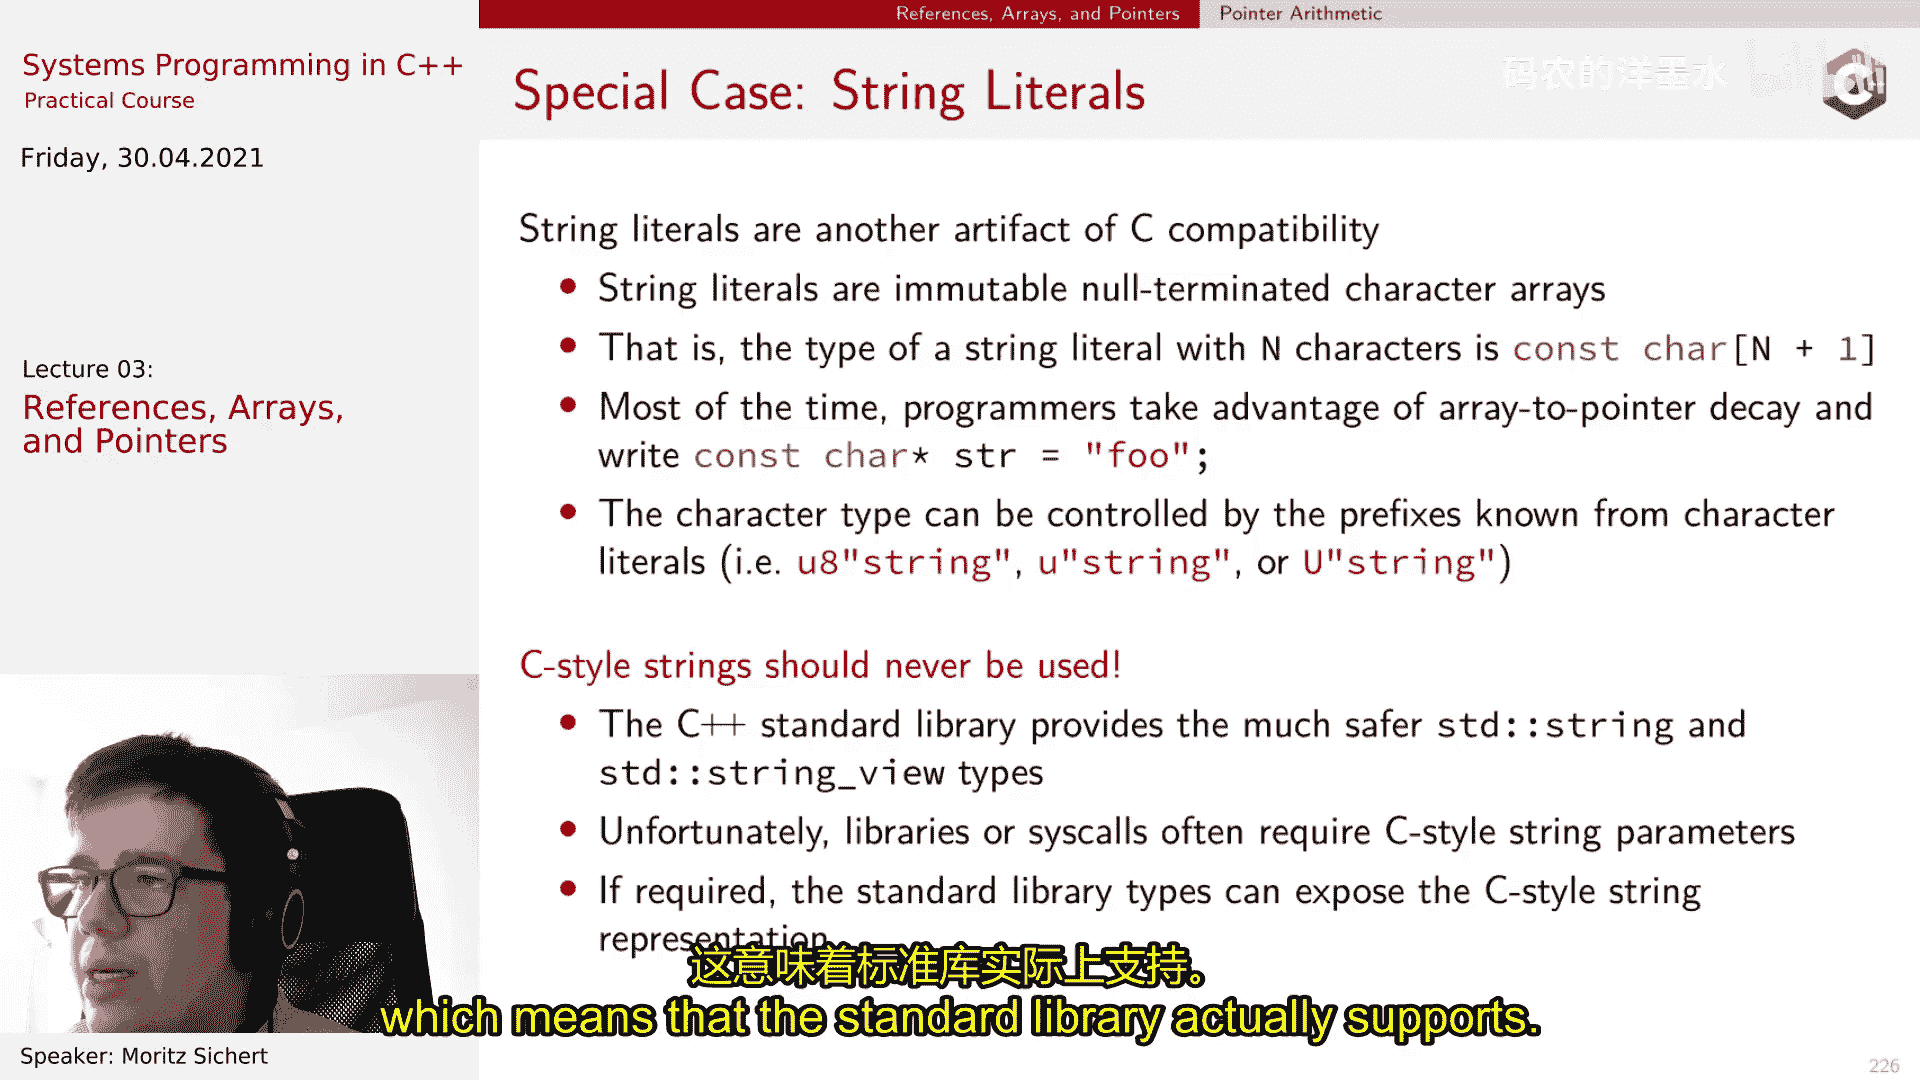 References, Arrays, and Pointers
Pointer Arithmetic
Systems Programming in C++
Practical Course
Friday, 30.04.2021
Special Case: String Literals
码农的洋墨水
String literals are another artifact of C compatibility
• String literals are immutable null-terminated character arrays
• That is, the type of a string literal with N characters is const char[N + 1]
• Most of the time, programmers take advantage of array-to-pointer decay and
write const char* str = "foo";
• The character type can be controlled by the prefixes known from character
literals (i.e. u8"string", u"string", or U"string")
Lecture 03:
References, Arrays,
and Pointers
C-style strings should never be used!
• The C++ standard library provides the much safer std::string and
std::string_view types
• Unfortunately, libraries or syscalls often require C-style string parameters
• If required, the standard library types can expose the C-style string
representation
这意味着标准库实际上支持。
which means that the standard library actually supports.
Speaker: Moritz Sichert
226